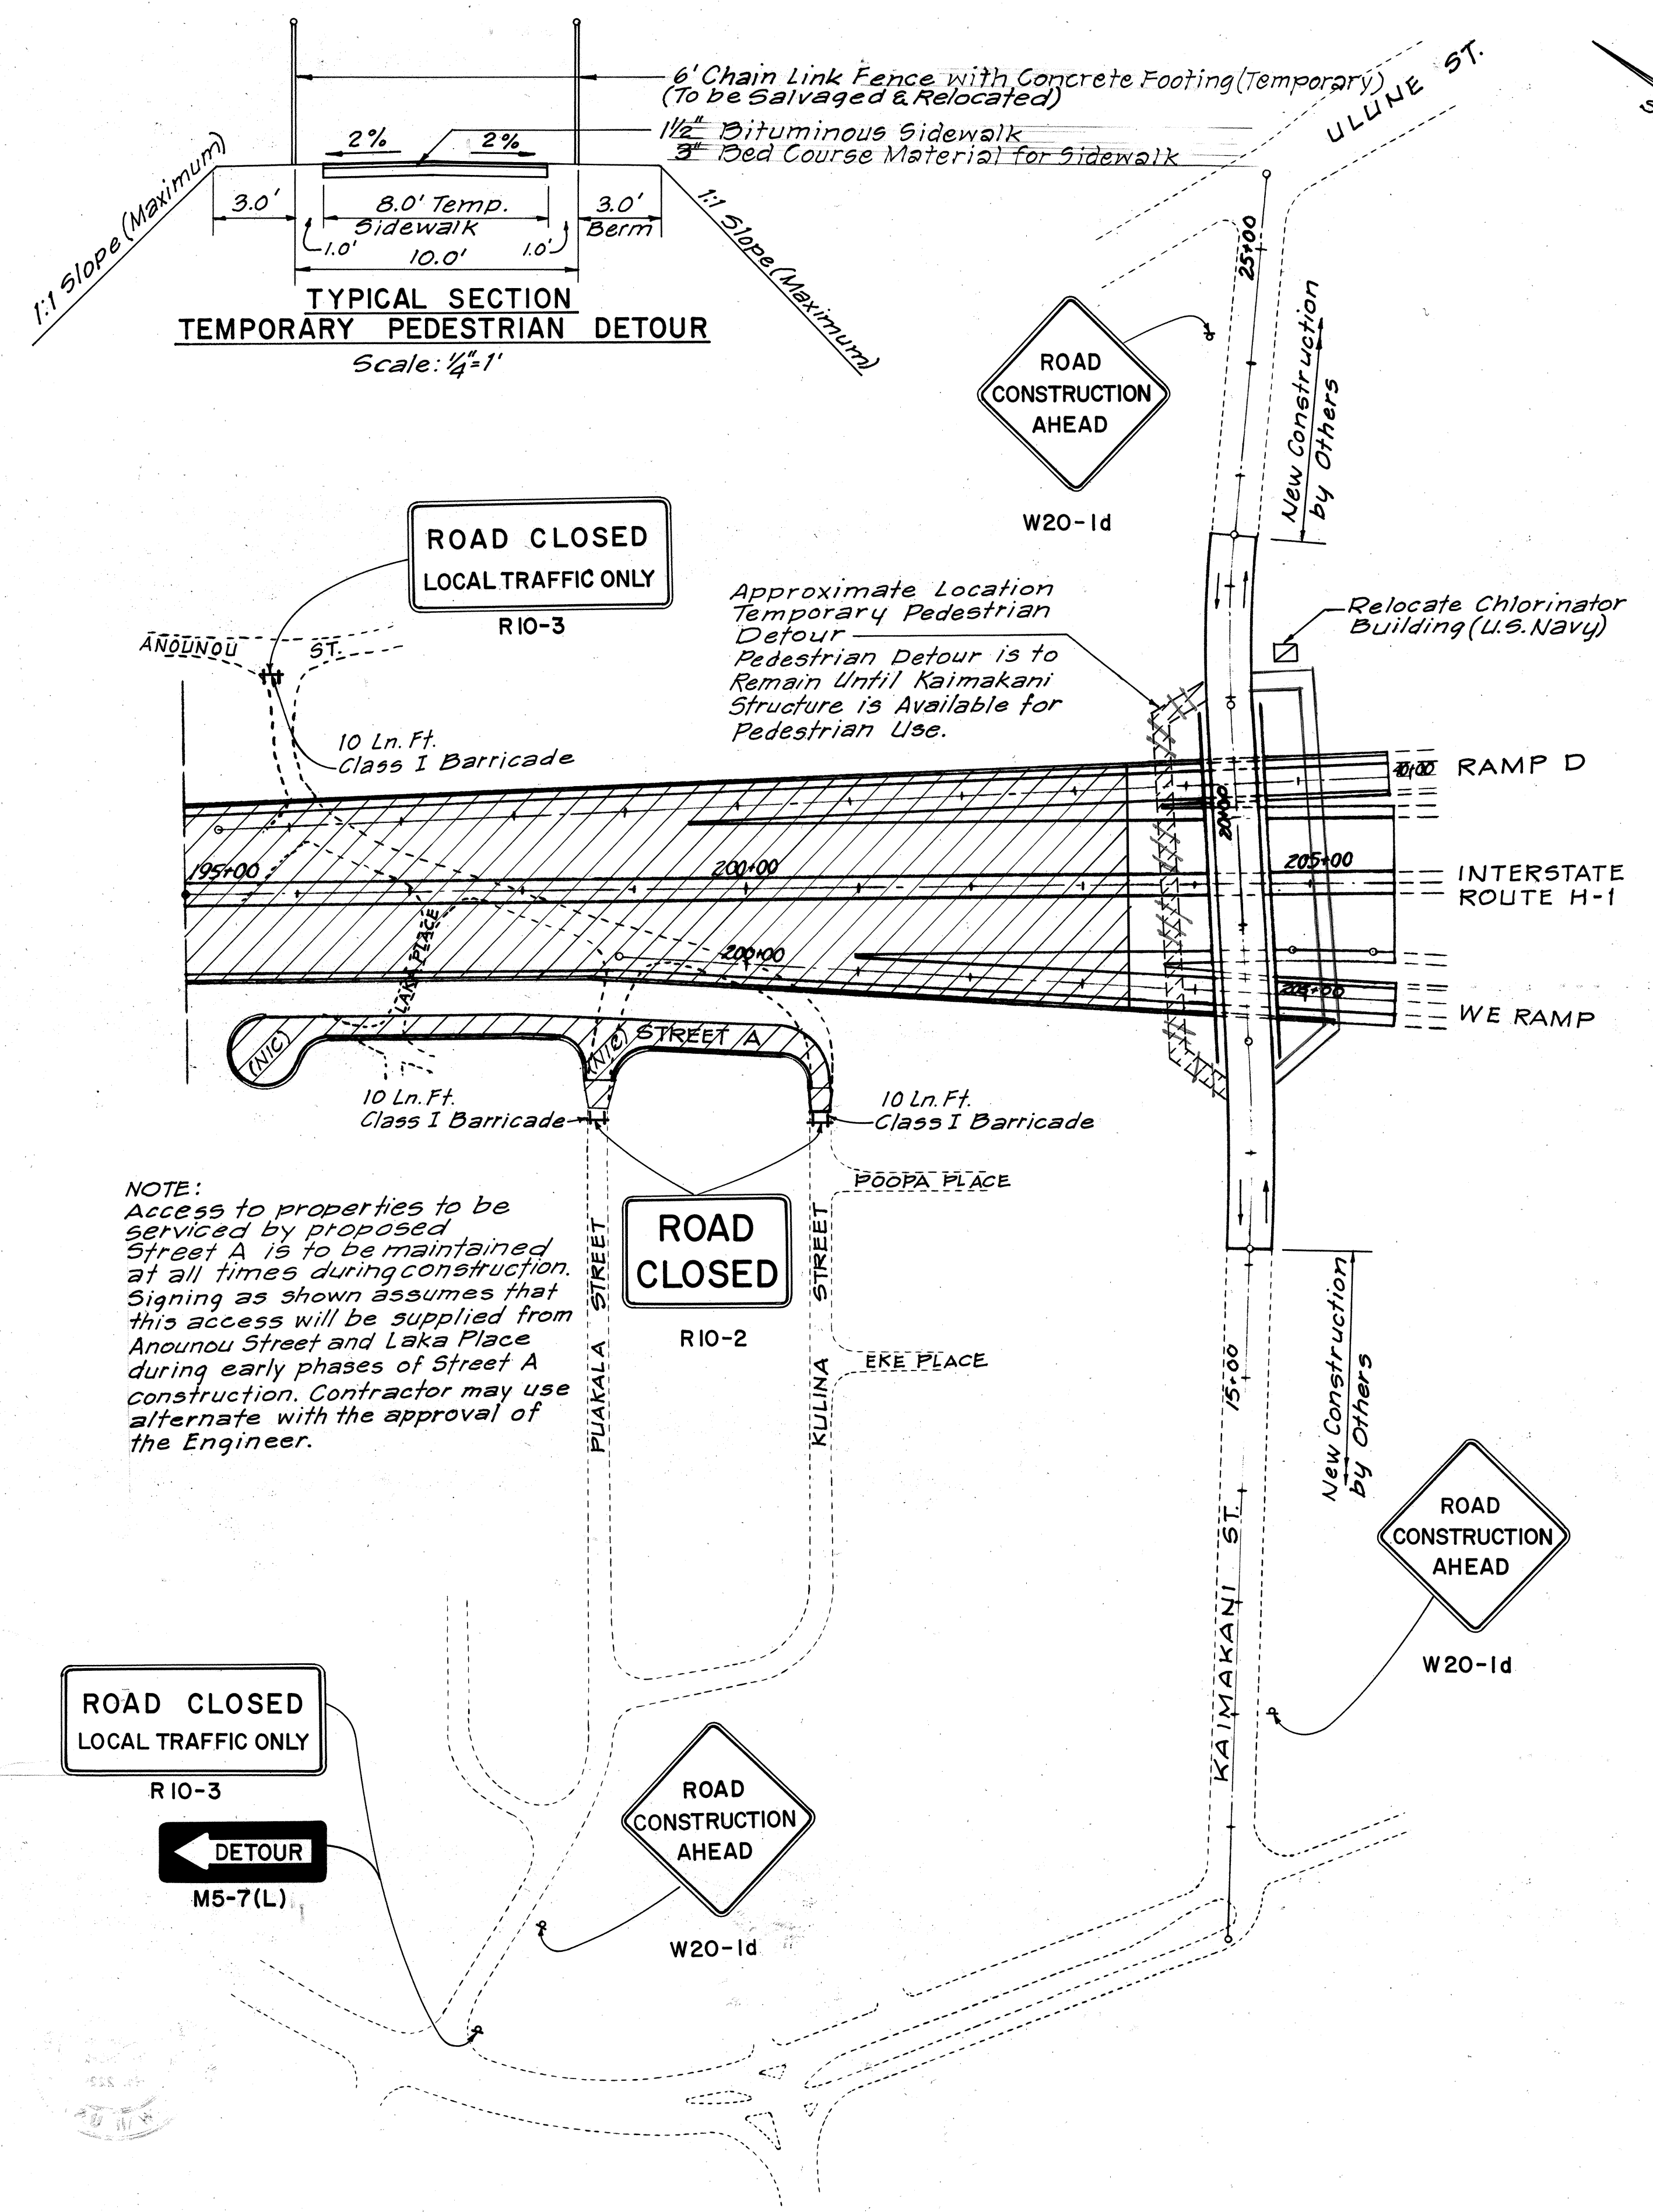 6' Chain Link Fence with Concrete Footing (Temporary)
(To be Salvaged & Relocated)
1½" Bituminous Sidewalk
3" Bed Course Material for Sidewalk
2%
2%
1:1 Slope (Maximum)
3.0'
8.0' Temp.
Sidewalk
3.0'
Berm
1.0'
1.0'
10.0'
1:1 Slope (Maximum)
TYPICAL SECTION
TEMPORARY PEDESTRIAN DETOUR
Scale: ¼"=1'
ULUNE ST.
25+00
New Construction
by Others
ROAD
CONSTRUCTION
AHEAD
W20-1d
ROAD CLOSED
LOCAL TRAFFIC ONLY
R10-3
ANOUNOU ST.
10 Ln. Ft.
Class I Barricade
Approximate Location
Temporary Pedestrian
Detour
Pedestrian Detour is to
Remain Until Kaimakani
Structure is Available for
Pedestrian Use.
Relocate Chlorinator
Building (U.S. Navy)
RAMP D
20+00
195+00
200+00
205+00
INTERSTATE
ROUTE H-1
LAKA PLACE
200+00
205+00
WE RAMP
(NIC)
(NIC)
STREET A
10 Ln. Ft.
Class I Barricade
10 Ln. Ft.
Class I Barricade
POOPA PLACE
NOTE:
Access to properties to be
serviced by proposed
Street A is to be maintained
at all times during construction.
Signing as shown assumes that
this access will be supplied from
Anounou Street and Laka Place
during early phases of Street A
construction. Contractor may use
alternate with the approval of
the Engineer.
PUAKALA STREET
ROAD
CLOSED
R10-2
KULINA STREET
EKE PLACE
New Construction
by Others
15+00
KAIMAKANI ST.
ROAD
CONSTRUCTION
AHEAD
W20-1d
ROAD CLOSED
LOCAL TRAFFIC ONLY
R10-3
DETOUR
M5-7(L)
ROAD
CONSTRUCTION
AHEAD
W20-1d